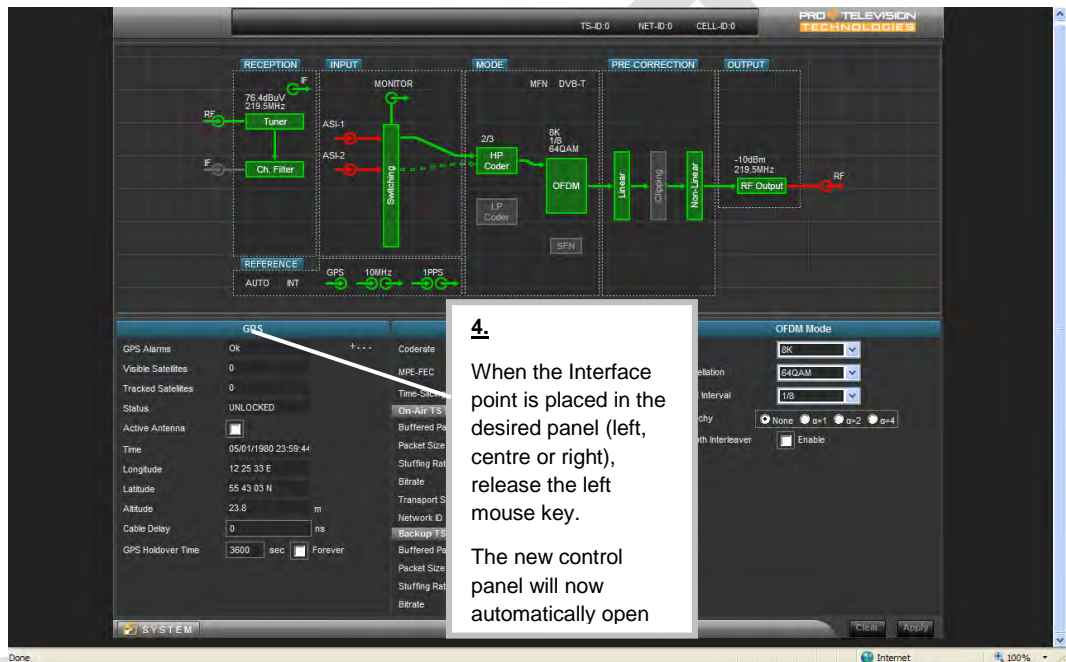 TS-ID:0 NET-ID:0 CELL-ID:0
PRO TELEVISION
TECHNOLOGIES
RECEPTION INPUT MODE PRE-CORRECTION OUTPUT
IF
MONITOR
MFN DVB-T
76.4dBuV
219.5MHz
RF
Tuner
ASI-1
2/3
8K
1/8
64QAM
HP
Coder
ASI-2
IF
Ch. Filter
Switching
OFDM
Linear
Clipping
Non-Linear
-10dBm
219.5MHz
RF Output
RF
LP
Coder
SFN
REFERENCE
AUTO INT
GPS 10MHz 1PPS
GPS
GPS Alarms Ok +---
Visible Satellites 0
Tracked Satellites 0
Status UNLOCKED
Active Antenna
Time 05/01/1980 23:59:44
Longitude 12 25 33 E
Latitude 55 43 03 N
Altitude 23.8 m
Cable Delay 0 ns
GPS Holdover Time 3600 sec Forever
Coderate
MPE-FEC
Time-Slicing
On-Air TS
Buffered Pa
Packet Size
Stuffing Rat
Bitrate
Transport S
Network ID
Backup TS
Buffered Pa
Packet Size
Stuffing Rat
Bitrate
4.
When the Interface
point is placed in the
desired panel (left,
centre or right),
release the left
mouse key.
The new control
panel will now
automatically open
OFDM Mode
8K
ellation 64QAM
Interval 1/8
chy None α=1 α=2 α=4
oth Interleaver Enable
SYSTEM
Clear Apply
Done Internet 100%